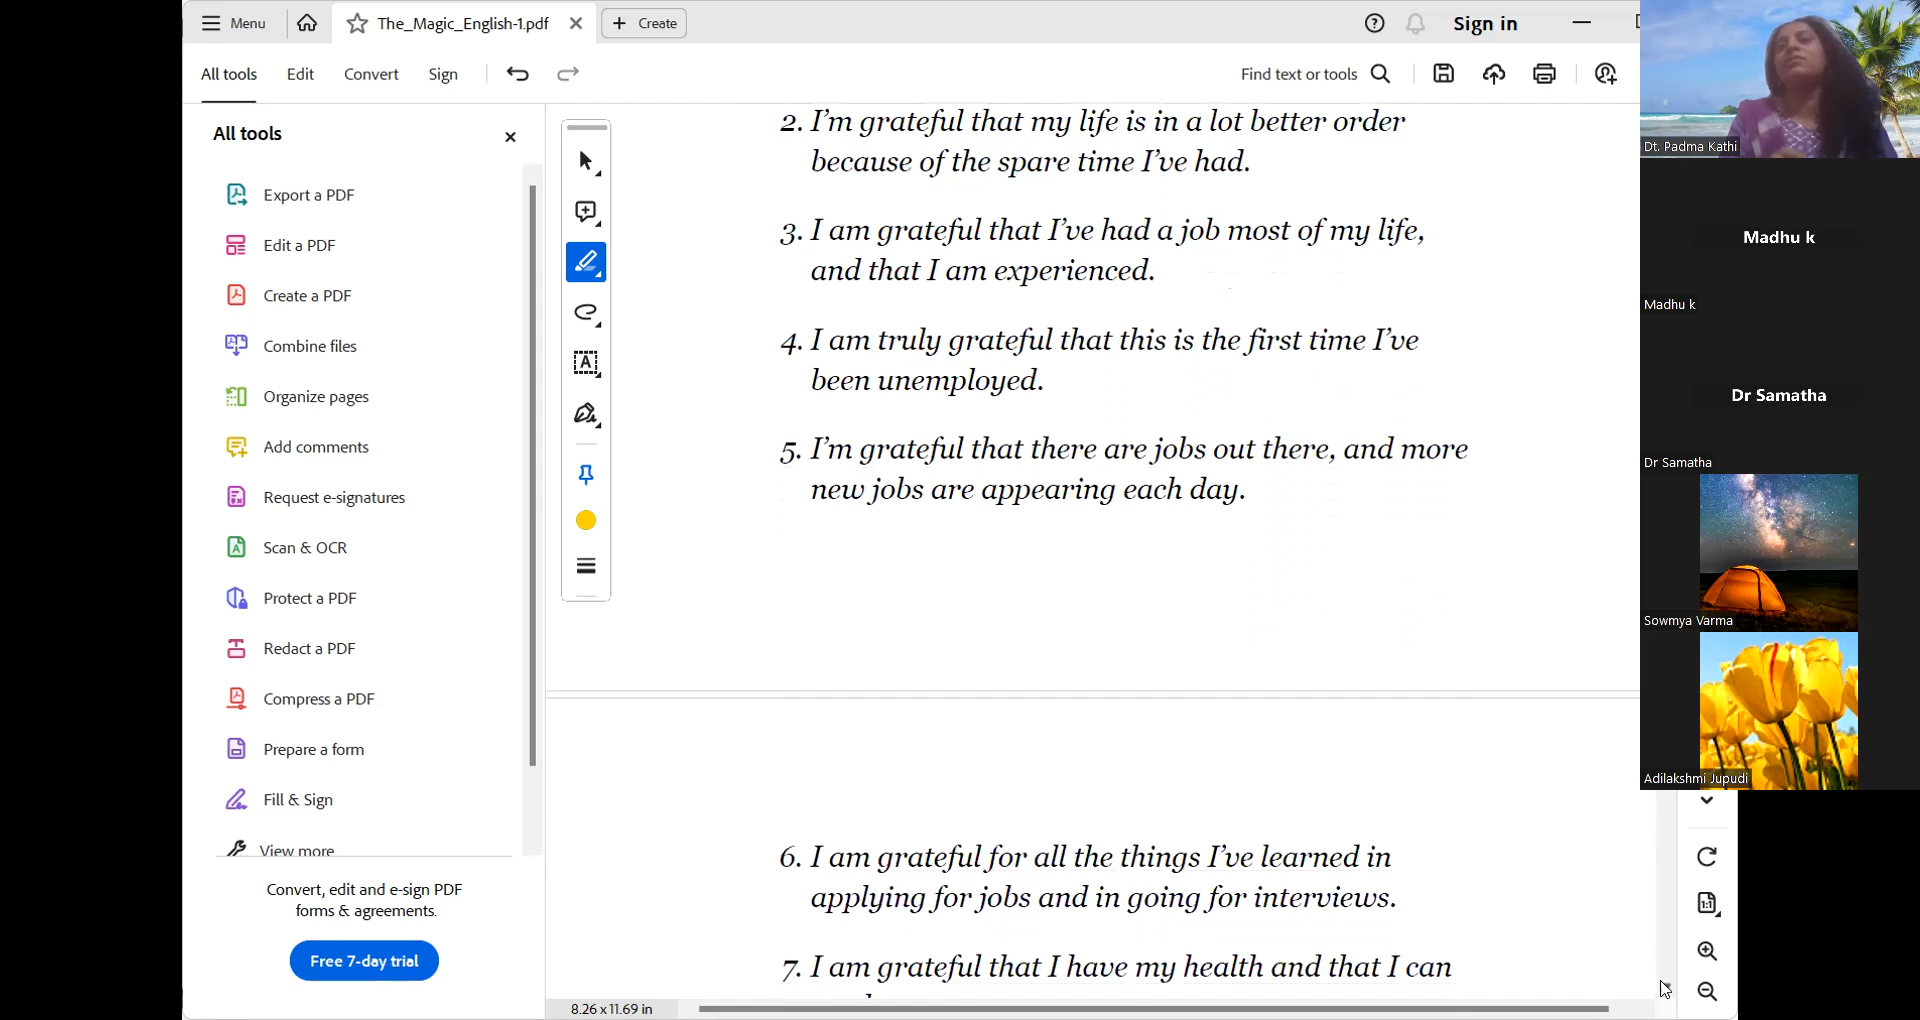 Menu
The_Magic_English-1.pdf
Create
Sign in
All tools
Edit
Convert
Sign
Find text or tools
All tools
Export a PDF
Edit a PDF
Create a PDF
Combine files
Organize pages
Add comments
Request e-signatures
Scan & OCR
Protect a PDF
Redact a PDF
Compress a PDF
Prepare a form
Fill & Sign
View more
Convert, edit and e-sign PDF
forms & agreements.
Free 7-day trial
2. I'm grateful that my life is in a lot better order
because of the spare time I've had.
3. I am grateful that I've had a job most of my life,
and that I am experienced.
4. I am truly grateful that this is the first time I've
been unemployed.
5. I'm grateful that there are jobs out there, and more
new jobs are appearing each day.
6. I am grateful for all the things I've learned in
applying for jobs and in going for interviews.
7. I am grateful that I have my health and that I can
8.26 x 11.69 in
Dt. Padma Kathi
Madhu k
Madhu k
Dr Samatha
Dr Samatha
Sowmya Varma
Adilakshmi Jupudi
1:1